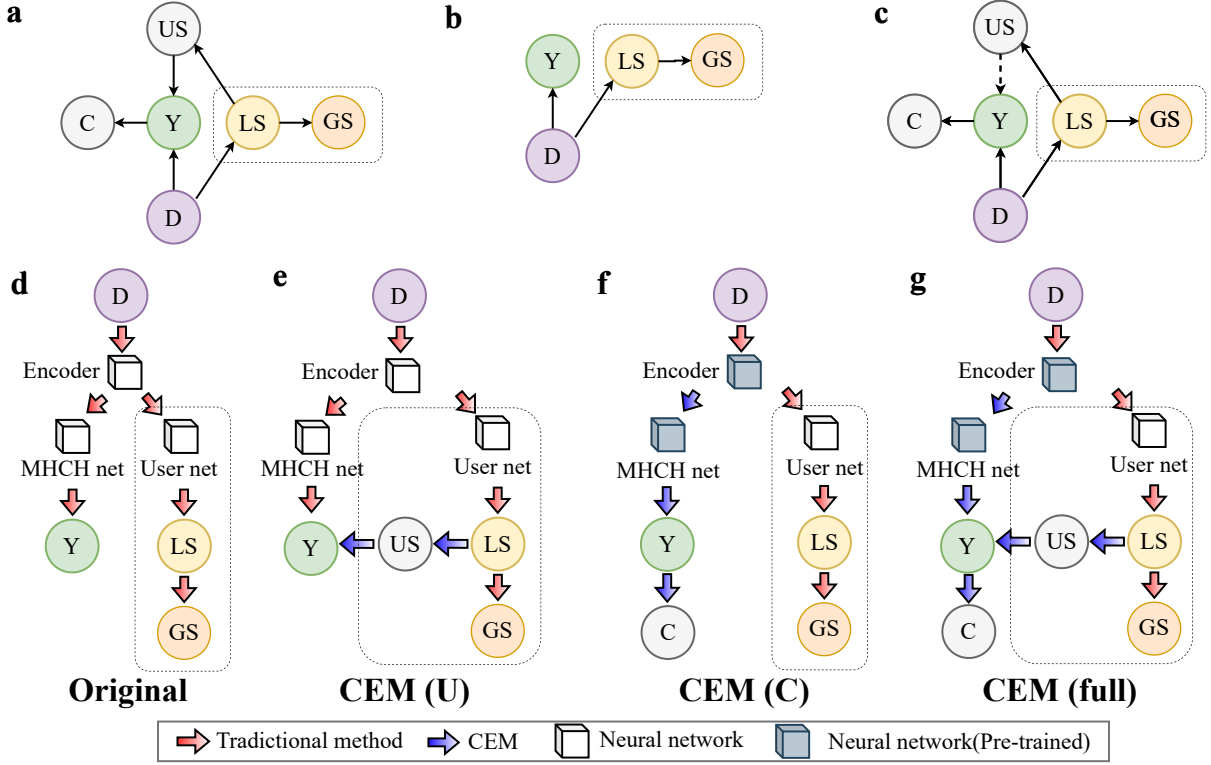 a
US
C
Y
LS
GS
D
b
Y
LS
GS
D
c
US
C
Y
LS
GS
D
d
D
Encoder
MHCH net
User net
Y
LS
GS
Original
e
D
Encoder
MHCH net
User net
Y
US
LS
GS
CEM (U)
f
D
Encoder
MHCH net
User net
Y
LS
C
GS
CEM (C)
g
D
Encoder
MHCH net
User net
Y
US
LS
C
GS
CEM (full)
Tradictional method
CEM
Neural network
Neural network(Pre-trained)